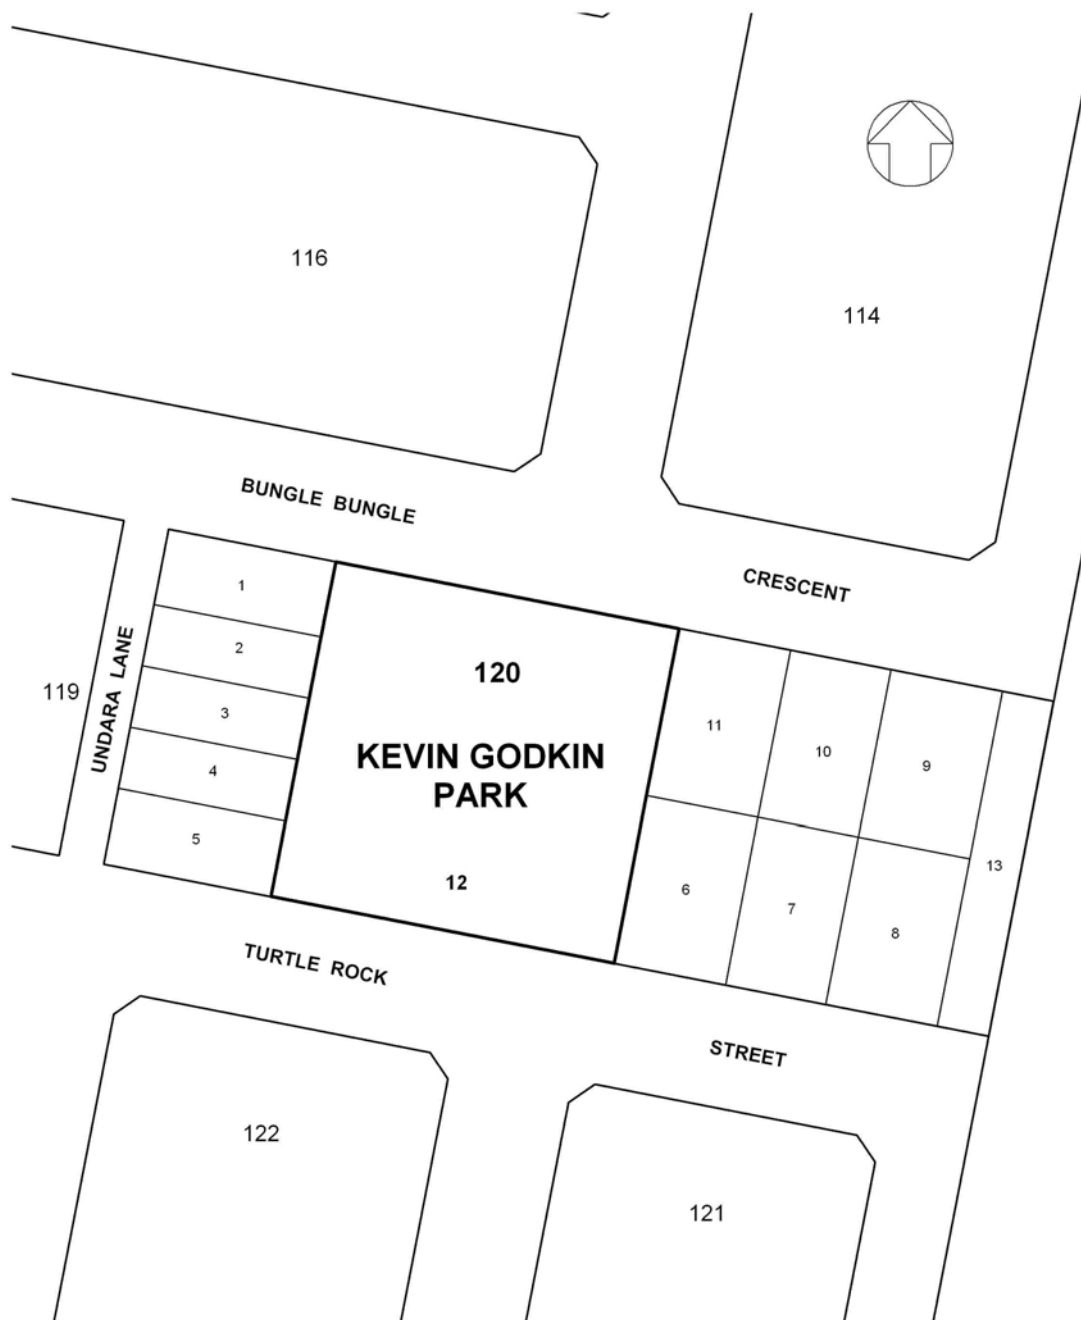 116
114
BUNGLE BUNGLE
CRESCENT
1
2
3
4
5
119
UNDARA LANE
120
KEVIN GODKIN
PARK
12
11
10
9
6
7
8
13
TURTLE ROCK
STREET
122
121